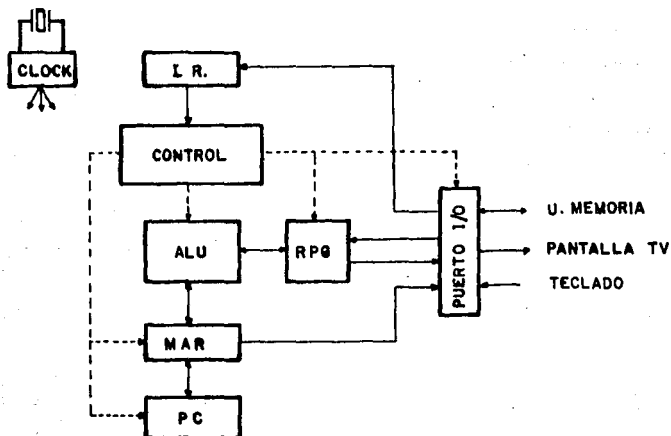 CLOCK
I. R.
CONTROL
ALU
RPG
PUERTO I/O
U. MEMORIA
PANTALLA TV
TECLADO
MAR
PC